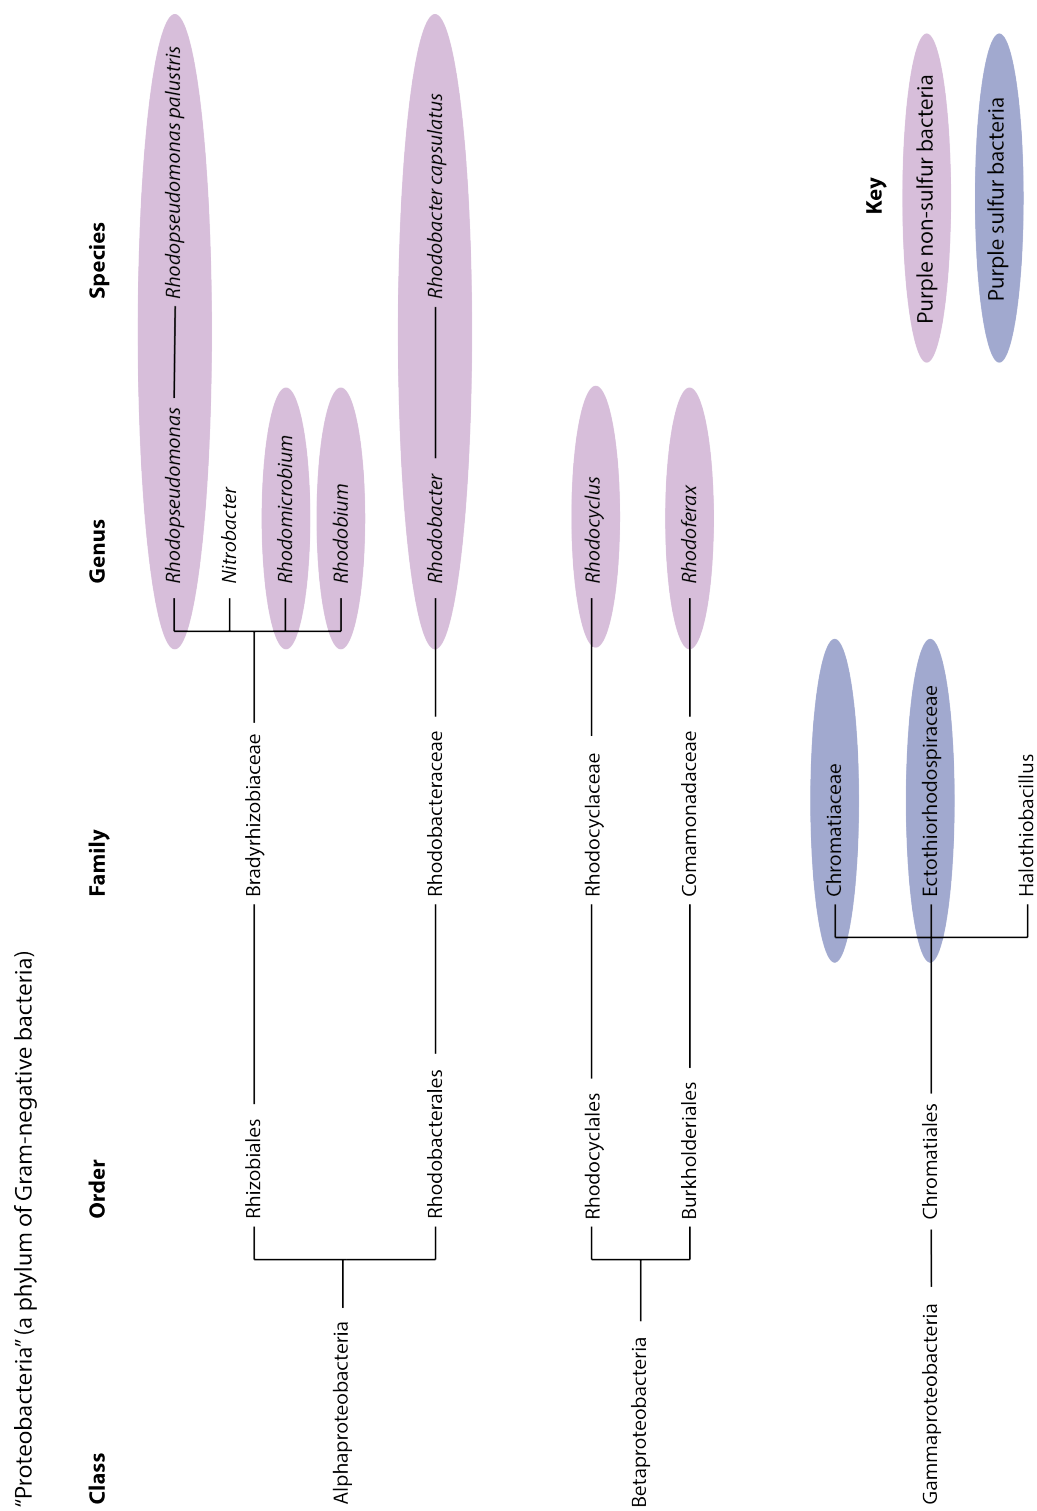 “Proteobacteria” (a phylum of Gram-negative bacteria)
Class
Order
Family
Genus
Species
Alphaproteobacteria
Rhizobiales
Bradyrhizobiaceae
Rhodopseudomonas
Rhodopseudomonas palustris
Nitrobacter
Rhodomicrobium
Rhodobium
Rhodobacterales
Rhodobacteraceae
Rhodobacter
Rhodobacter capsulatus
Betaproteobacteria
Rhodocyclales
Rhodocyclaceae
Rhodocyclus
Burkholderiales
Comamonadaceae
Rhodoferax
Gammaproteobacteria
Chromatiales
Chromatiaceae
Ectothiorhodospiraceae
Halothiobacillus
Key
Purple non-sulfur bacteria
Purple sulfur bacteria